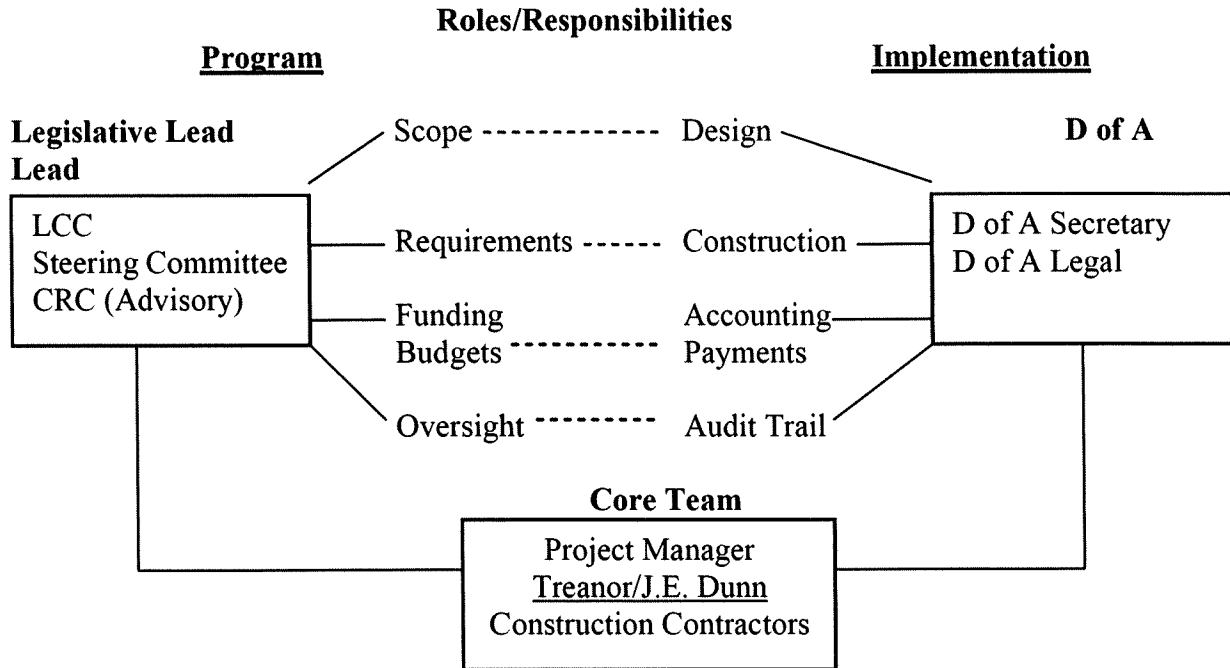 Roles/Responsibilities
Program
Implementation
Legislative Lead
Lead
D of A
Scope
Design
LCC
Steering Committee
CRC (Advisory)
Requirements
Construction
D of A Secretary
D of A Legal
Funding
Budgets
Accounting
Payments
Oversight
Audit Trail
Core Team
Project Manager
Treanor/J.E. Dunn
Construction Contractors